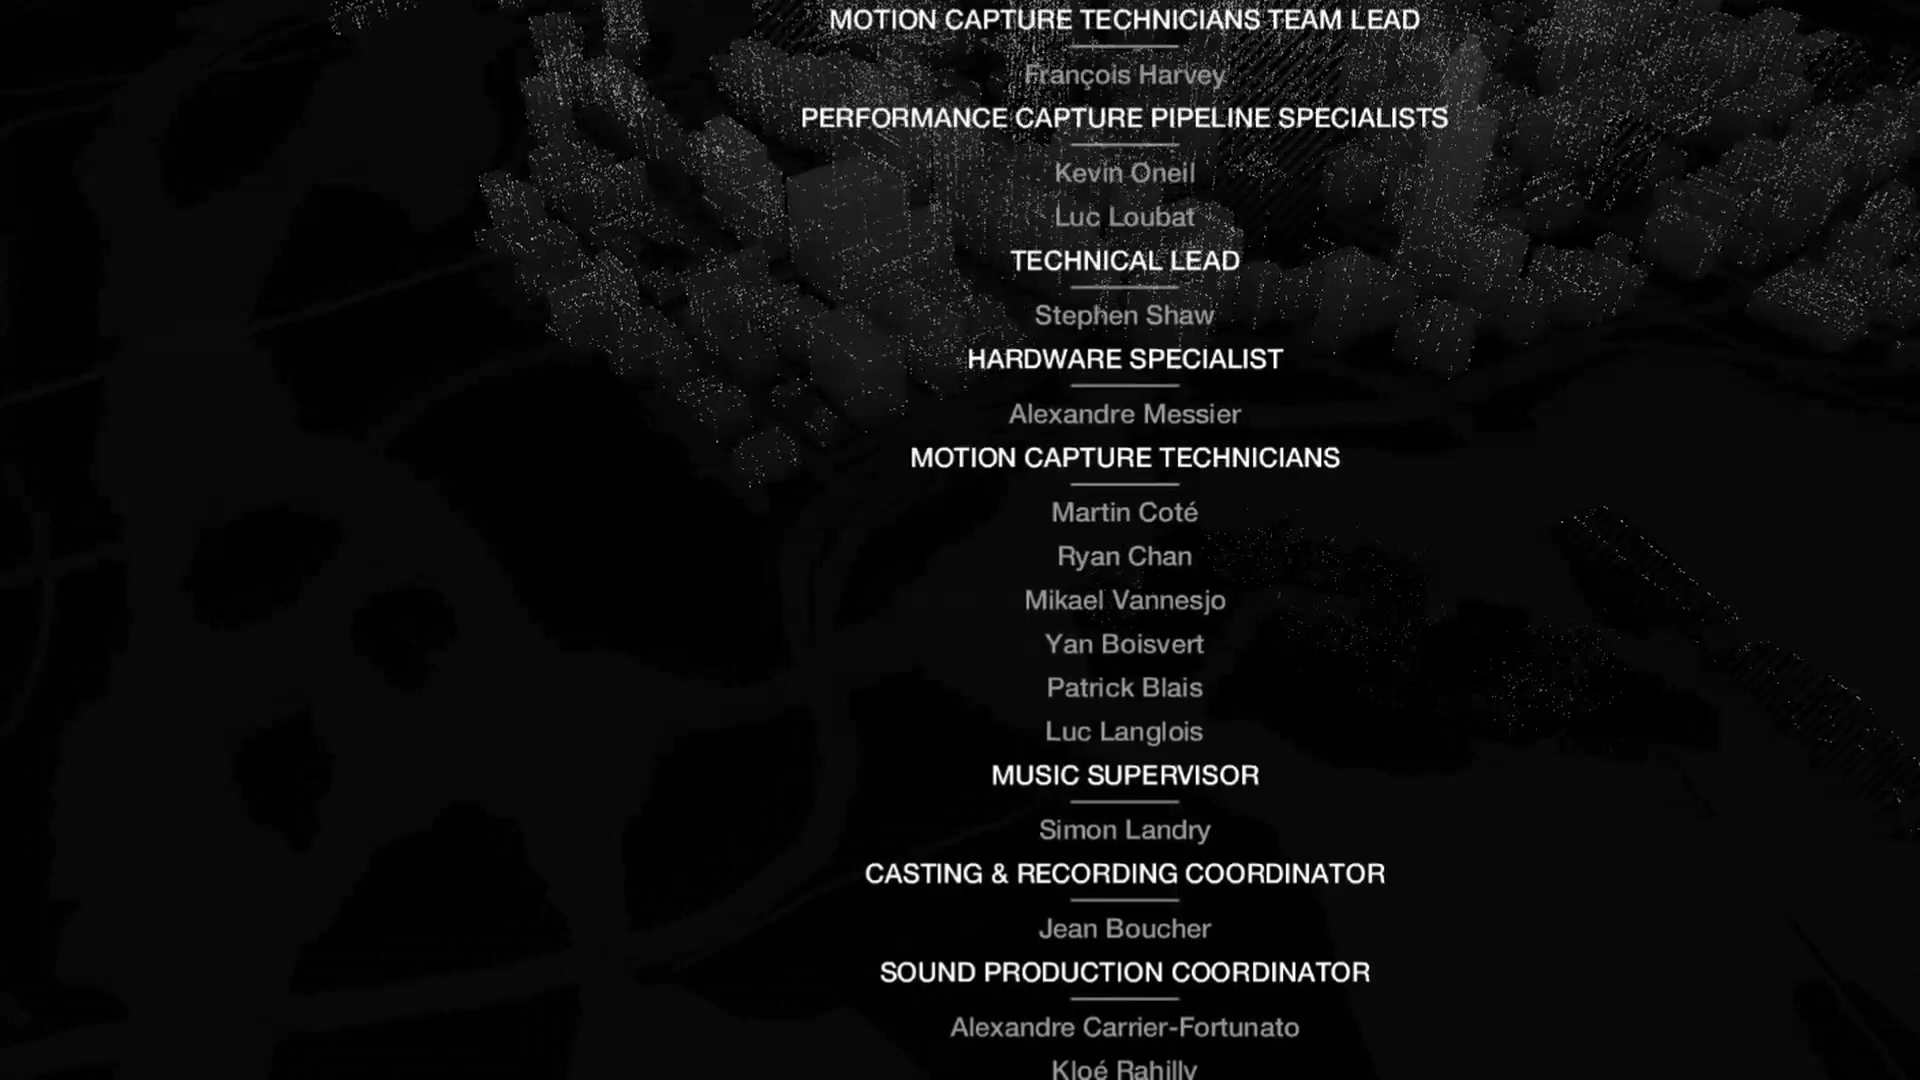 MOTION CAPTURE TECHNICIANS TEAM LEAD
François Harvey
PERFORMANCE CAPTURE PIPELINE SPECIALISTS
Kevin Oneil
Luc Loubat
TECHNICAL LEAD
Stephen Shaw
HARDWARE SPECIALIST
Alexandre Messier
MOTION CAPTURE TECHNICIANS
Martin Coté
Ryan Chan
Mikael Vannesjo
Yan Boisvert
Patrick Blais
Luc Langlois
MUSIC SUPERVISOR
Simon Landry
CASTING & RECORDING COORDINATOR
Jean Boucher
SOUND PRODUCTION COORDINATOR
Alexandre Carrier-Fortunato
Kloé Rahilly